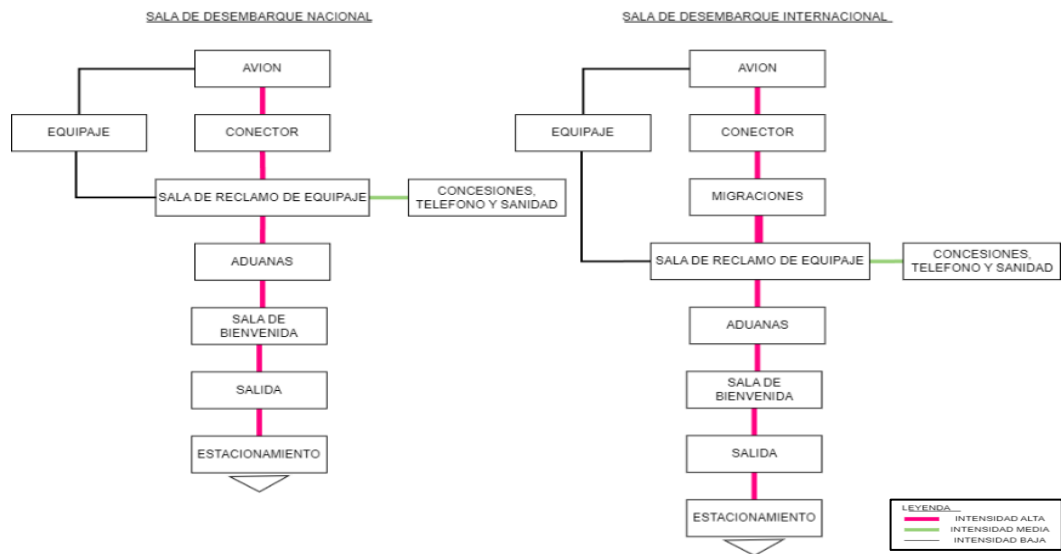 SALA DE DESEMBARQUE NACIONAL
AVION
EQUIPAJE
CONECTOR
SALA DE RECLAMO DE EQUIPAJE
CONCESIONES,
TELEFONO Y SANIDAD
ADUANAS
SALA DE
BIENVENIDA
SALIDA
ESTACIONAMIENTO
SALA DE DESEMBARQUE INTERNACIONAL
AVION
EQUIPAJE
CONECTOR
MIGRACIONES
SALA DE RECLAMO DE EQUIPAJE
CONCESIONES,
TELEFONO Y SANIDAD
ADUANAS
SALA DE
BIENVENIDA
SALIDA
ESTACIONAMIENTO
LEYENDA
INTENSIDAD ALTA
INTENSIDAD MEDIA
INTENSIDAD BAJA